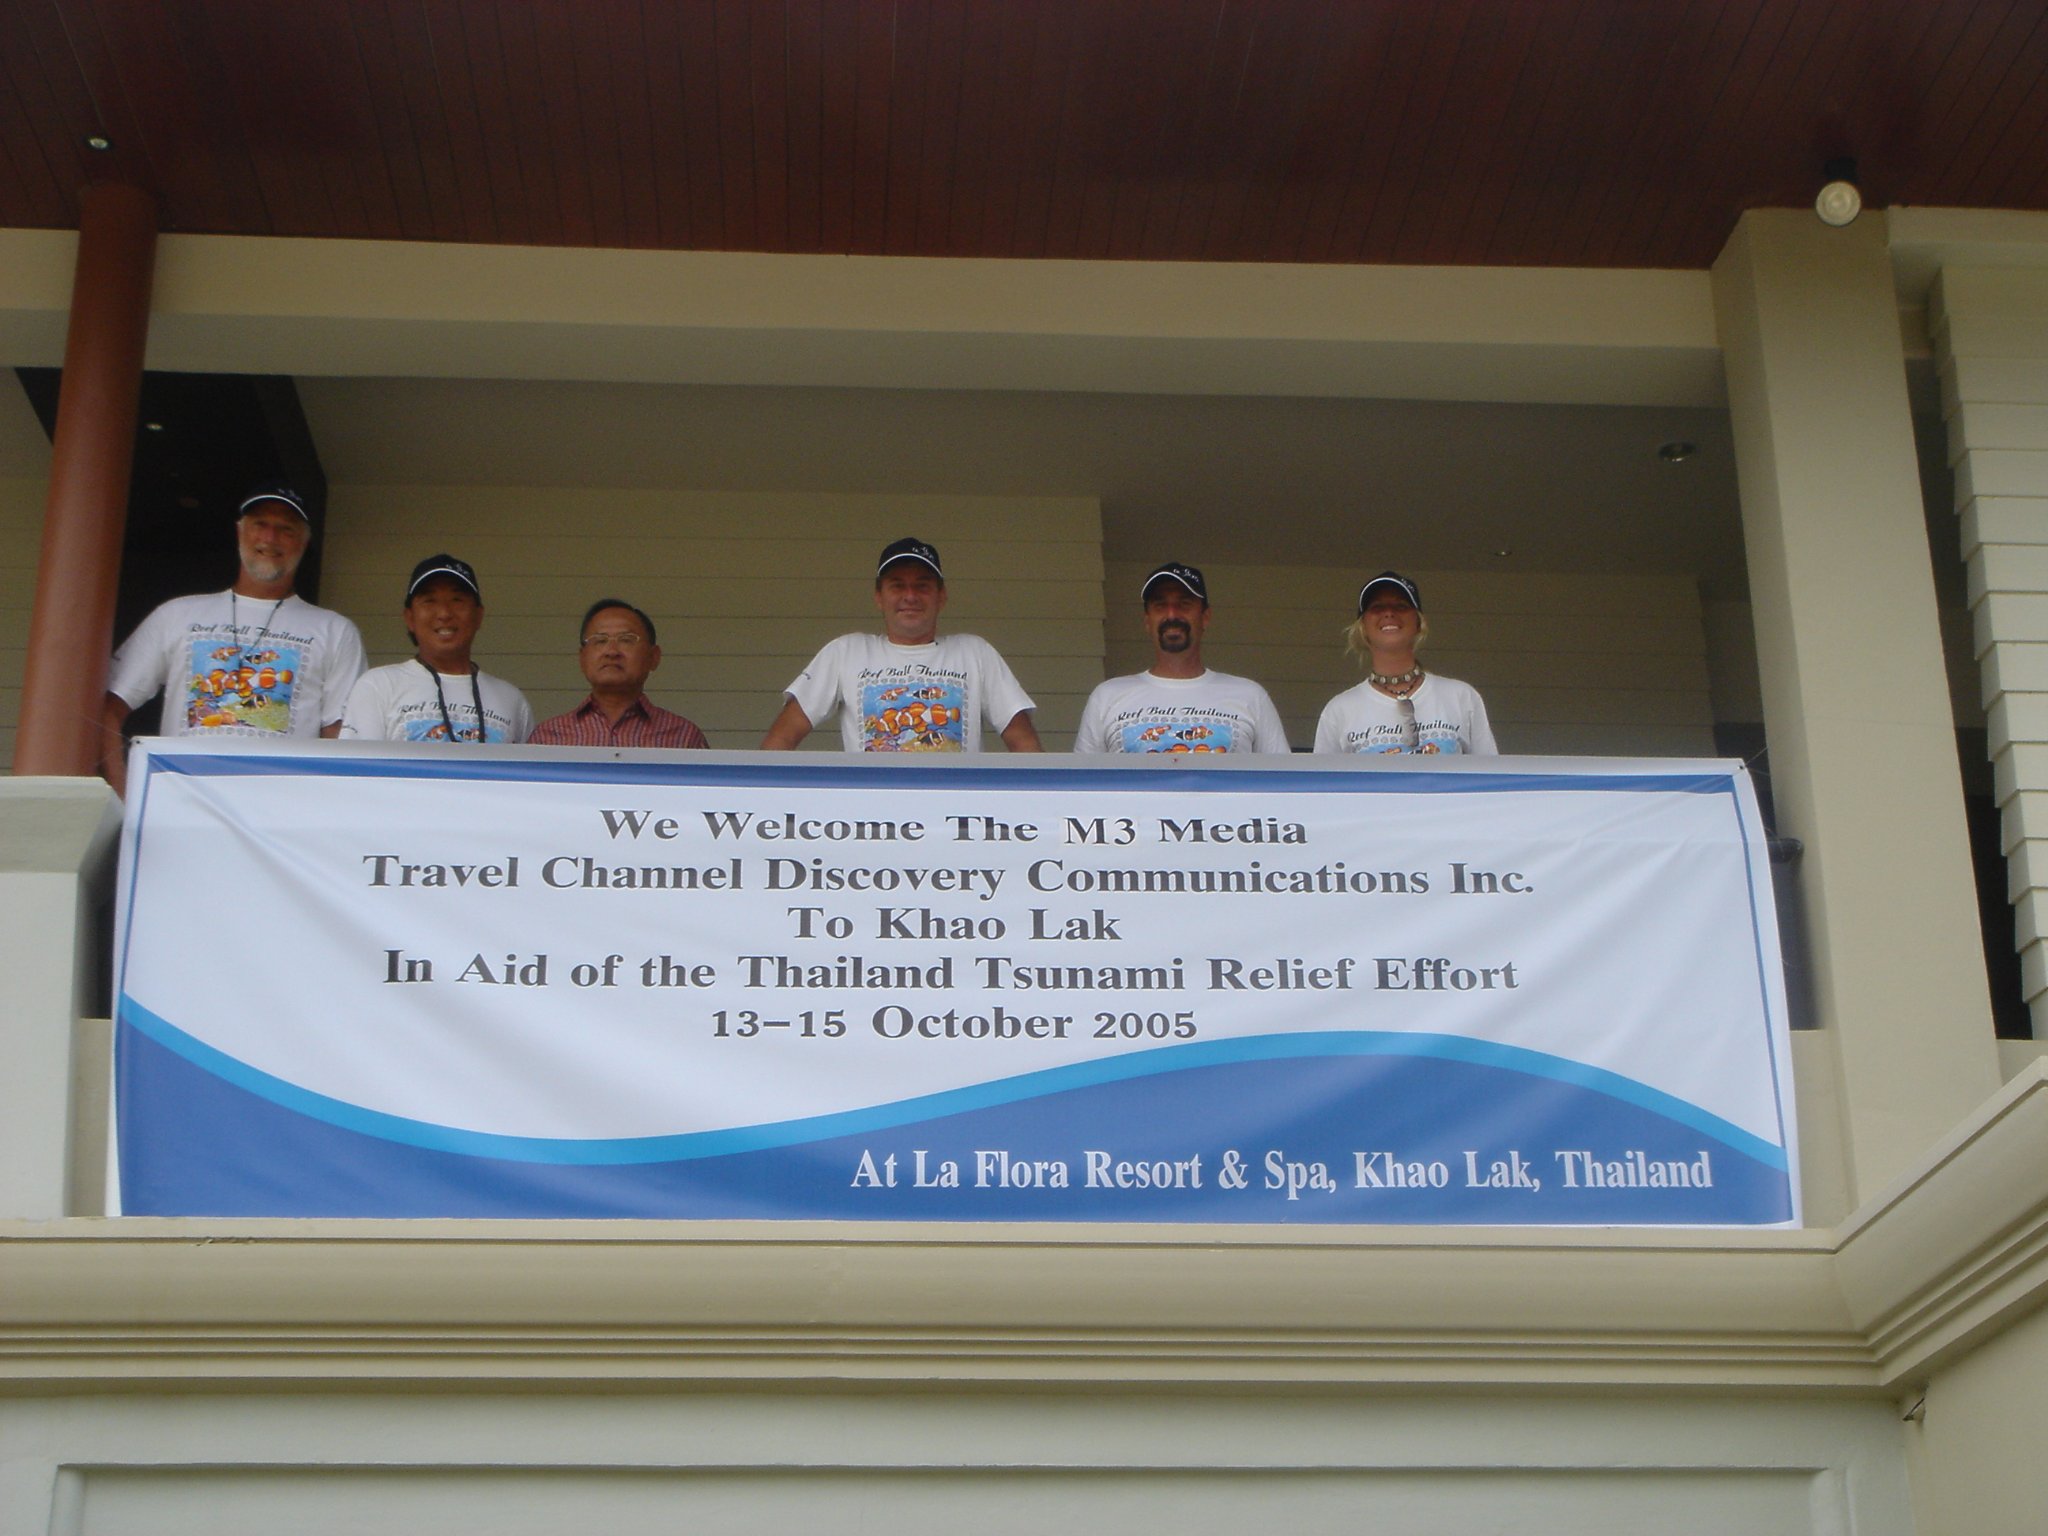 Reef Ball Thailand
Reef Ball Thailand
Reef Ball Thailand
Reef Ball Thailand
Reef Ball Thailand
We Welcome The M3 Media
Travel Channel Discovery Communications Inc.
To Khao Lak
In Aid of the Thailand Tsunami Relief Effort
13-15 October 2005
At La Flora Resort & Spa, Khao Lak, Thailand